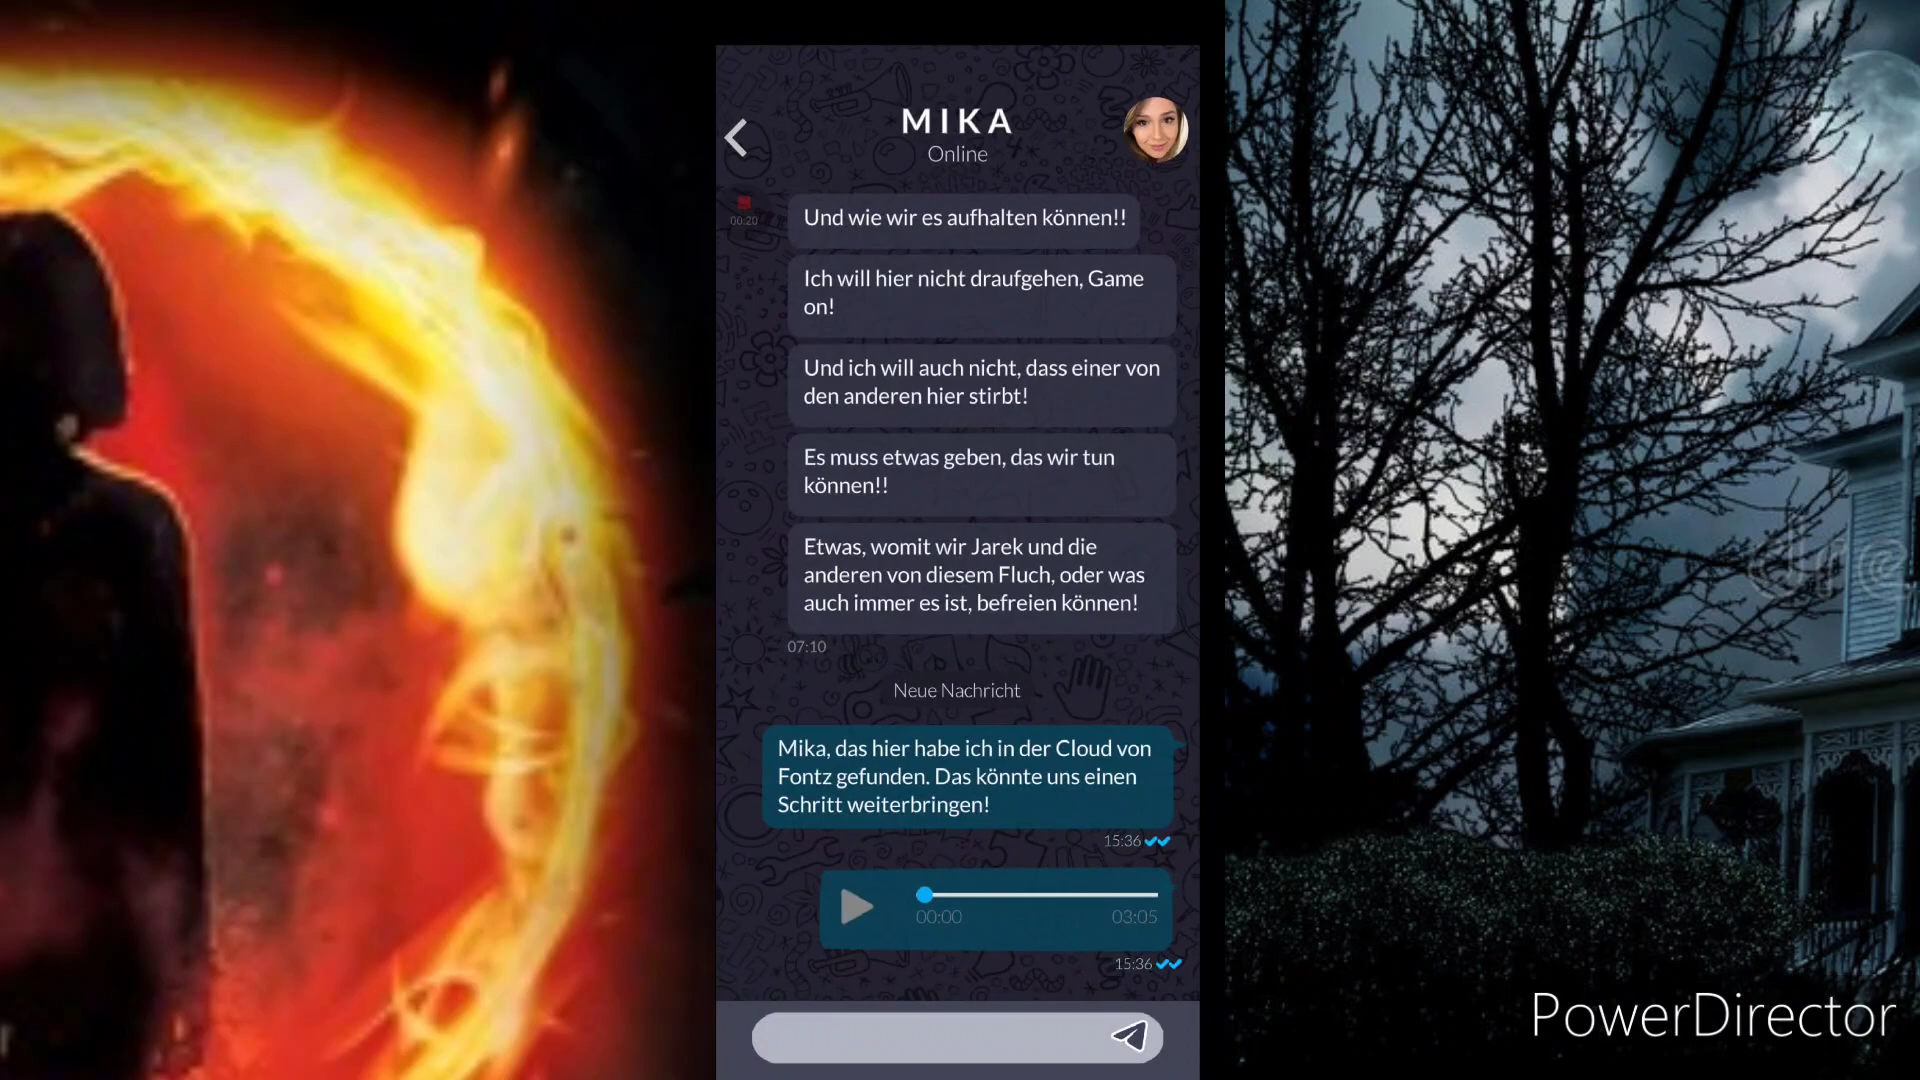 MIKA
Online
00:20
Und wie wir es aufhalten können!!
Ich will hier nicht draufgehen, Game
on!
Und ich will auch nicht, dass einer von
den anderen hier stirbt!
Es muss etwas geben, das wir tun
können!!
Etwas, womit wir Jarek und die
anderen von diesem Fluch, oder was
auch immer es ist, befreien können!
07:10
Neue Nachricht
Mika, das hier habe ich in der Cloud von
Fontz gefunden. Das könnte uns einen
Schritt weiterbringen!
15:36
00:00 03:05
15:36
PowerDirector